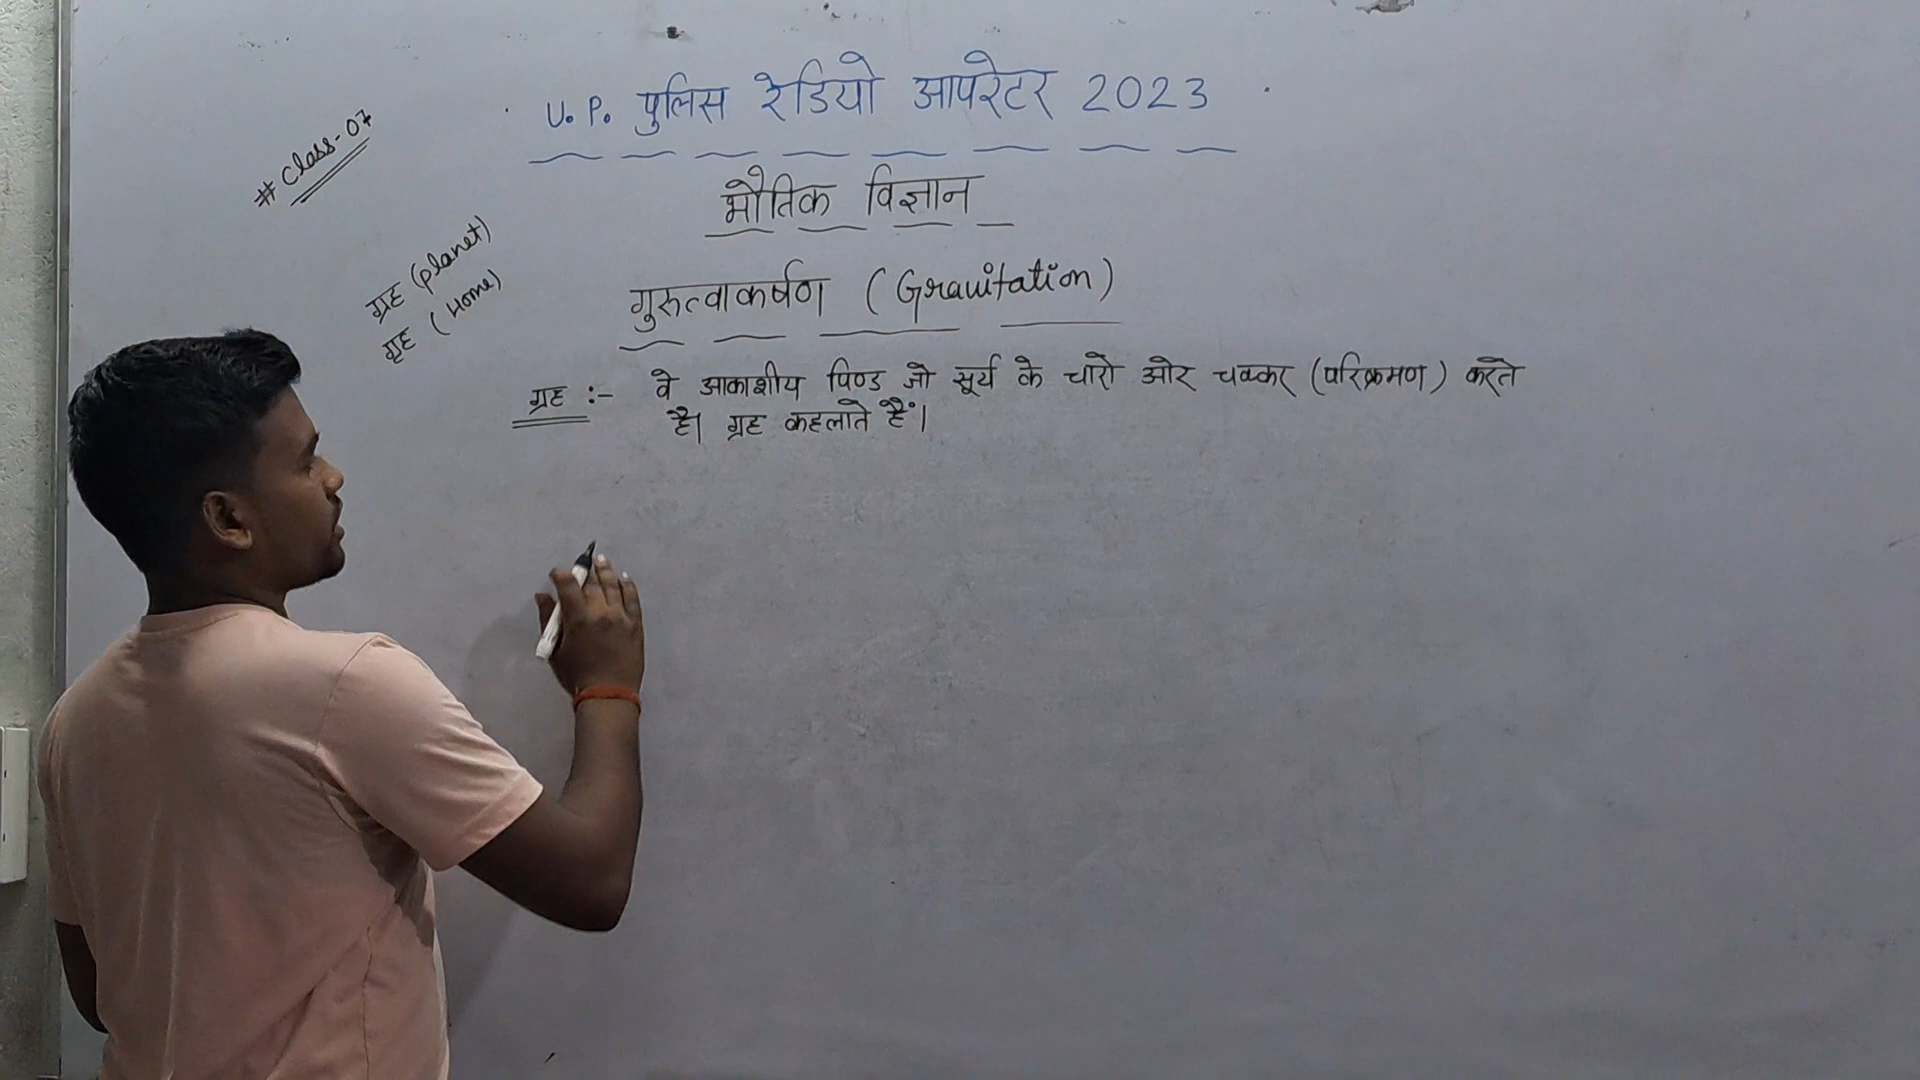 U.P. पुलिस रेडियो आपरेटर 2023
# Class-07
भौतिक विज्ञान
ग्रह (planet)
गृह (Home)
गुरुत्वाकर्षण (Gravitation)
ग्रह :- वे आकाशीय पिण्ड जो सूर्य के चारो ओर चक्कर (परिक्रमण) करते
है। ग्रह कहलाते हैं।